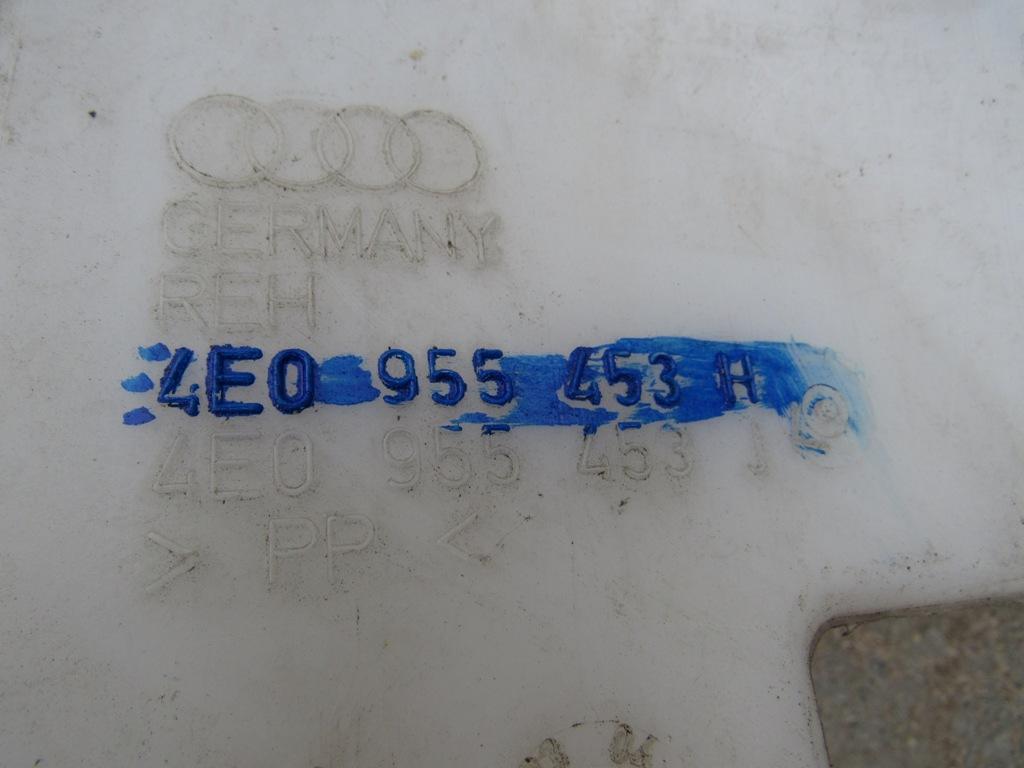 GERMANY
REH
4E0 955 453 H
4E0 955 453 J
> PP <